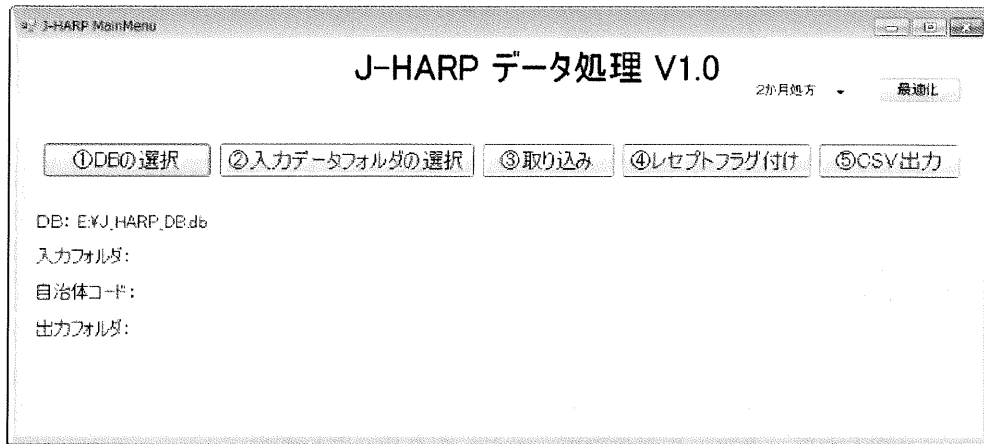 J-HARP MainMenu
J-HARP データ処理 V1.0
2か月処方
最適化
①DBの選択
②入力データフォルダの選択
③取り込み
④レセプトフラグ付け
⑤CSV出力
DB: E:¥J_HARP_DB.db
入力フォルダ:
自治体コード:
出力フォルダ: